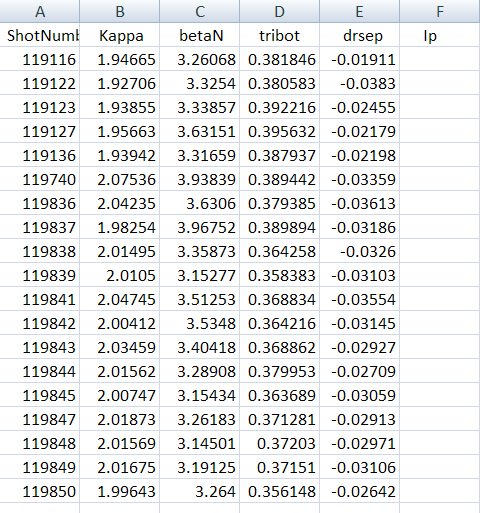 A B C D E F
ShotNumb Kappa betaN tribot drsep Ip
119116 1.94665 3.26068 0.381846 -0.01911
119122 1.92706 3.3254 0.380583 -0.0383
119123 1.93855 3.33857 0.392216 -0.02455
119127 1.95663 3.63151 0.395632 -0.02179
119136 1.93942 3.31659 0.387937 -0.02198
119740 2.07536 3.93839 0.389442 -0.03359
119836 2.04235 3.6306 0.379385 -0.03613
119837 1.98254 3.96752 0.389894 -0.03186
119838 2.01495 3.35873 0.364258 -0.0326
119839 2.0105 3.15277 0.358383 -0.03103
119841 2.04745 3.51253 0.368834 -0.03554
119842 2.00412 3.5348 0.364216 -0.03145
119843 2.03459 3.40418 0.368862 -0.02927
119844 2.01562 3.28908 0.379953 -0.02709
119845 2.00747 3.15434 0.363689 -0.03059
119847 2.01873 3.26183 0.371281 -0.02913
119848 2.01569 3.14501 0.37203 -0.02971
119849 2.01675 3.19125 0.37151 -0.03106
119850 1.99643 3.264 0.356148 -0.02642